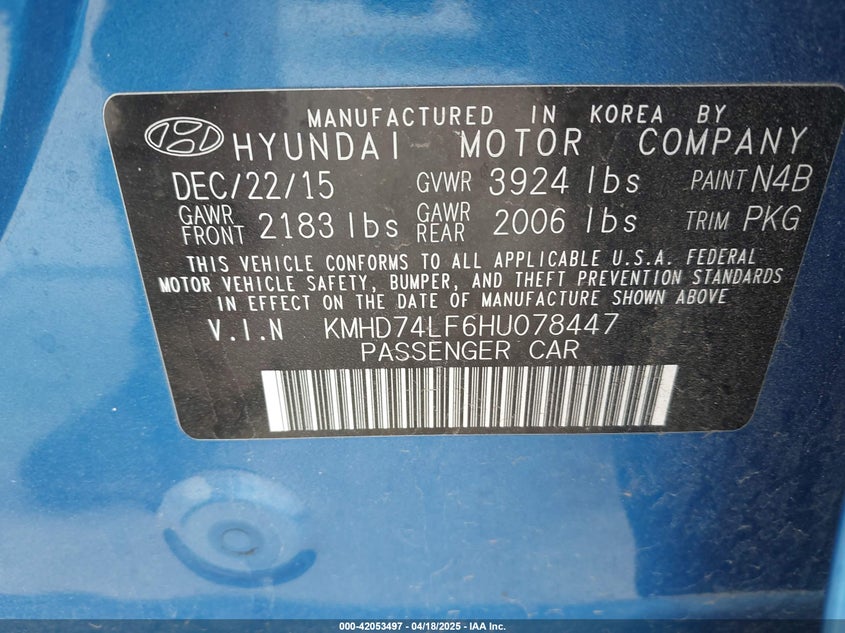 MANUFACTURED IN KOREA BY
HYUNDAI MOTOR COMPANY
DEC/22/15 GVWR 3924 lbs PAINT N4B
GAWR FRONT 2183 lbs GAWR REAR 2006 lbs TRIM PKG
THIS VEHICLE CONFORMS TO ALL APPLICABLE U.S.A. FEDERAL
MOTOR VEHICLE SAFETY, BUMPER, AND THEFT PREVENTION STANDARDS
IN EFFECT ON THE DATE OF MANUFACTURE SHOWN ABOVE
V.I.N KMHD74LF6HU078447
PASSENGER CAR
000-42053497 - 04/18/2025 - IAA Inc.